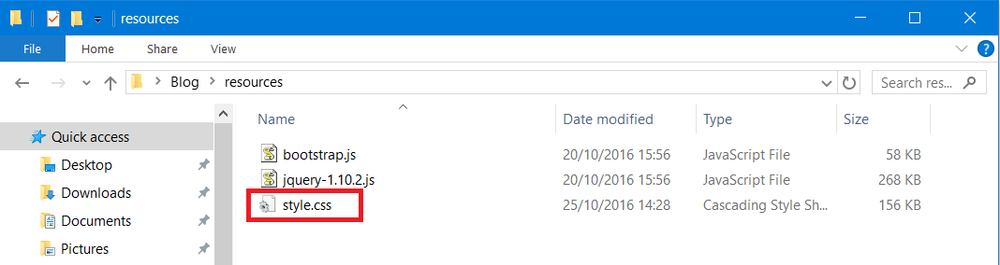 resources
File Home Share View
Blog resources Search res...
Name Date modified Type Size
Quick access
Desktop
Downloads
Documents
Pictures
bootstrap.js 20/10/2016 15:56 JavaScript File 58 KB
jquery-1.10.2.js 20/10/2016 15:56 JavaScript File 268 KB
style.css 25/10/2016 14:28 Cascading Style Sh... 156 KB